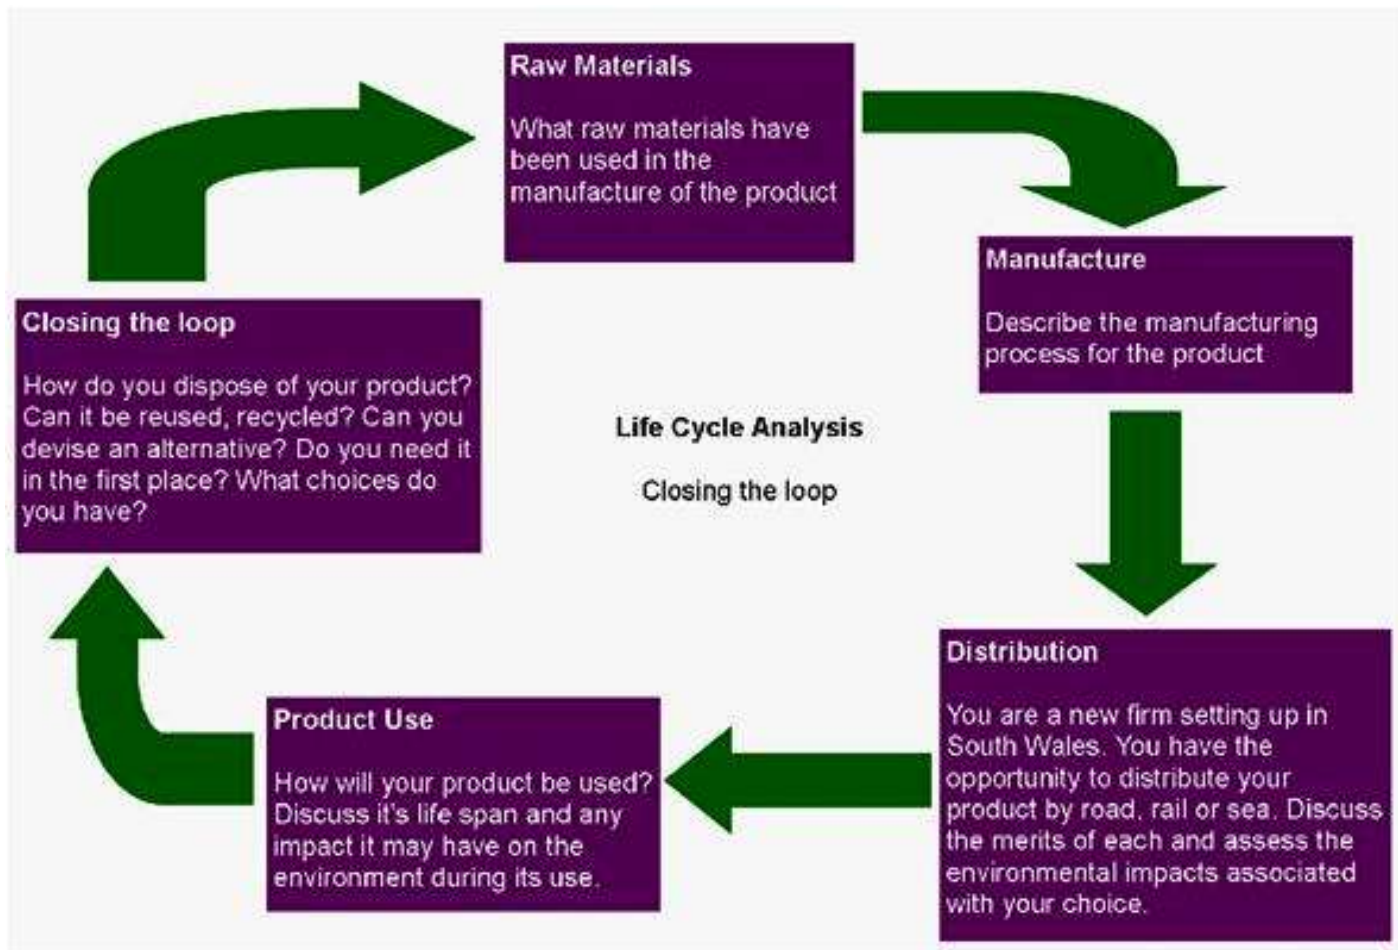 Raw Materials
What raw materials have
been used in the
manufacture of the product
Manufacture
Describe the manufacturing
process for the product
Distribution
You are a new firm setting up in
South Wales. You have the
opportunity to distribute your
product by road, rail or sea. Discuss
the merits of each and assess the
environmental impacts associated
with your choice.
Product Use
How will your product be used?
Discuss it's life span and any
impact it may have on the
environment during its use.
Closing the loop
How do you dispose of your product?
Can it be reused, recycled? Can you
devise an alternative? Do you need it
in the first place? What choices do
you have?
Life Cycle Analysis
Closing the loop